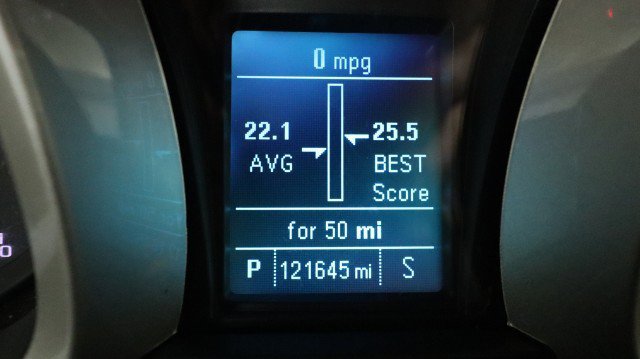 0 mpg
22.1 25.5
AVG BEST
Score
for 50 mi
P 121645 mi S